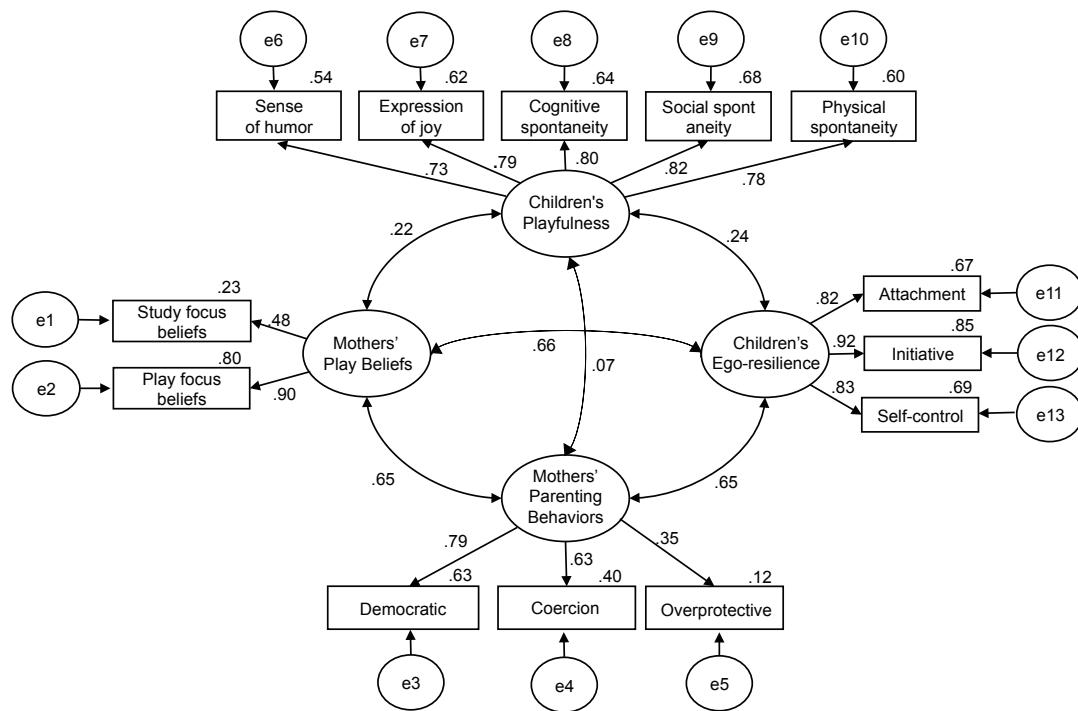 e6
e7
e8
e9
e10
.54
.62
.64
.68
.60
Sense
of humor
Expression
of joy
Cognitive
spontaneity
Social spont
aneity
Physical
spontaneity
.73
.79
.80
.82
.78
Children's
Playfulness
.22
.24
e1
.23
Study focus
beliefs
.48
e2
.80
Play focus
beliefs
.90
Mothers'
Play Beliefs
.66
.07
Children's
Ego-resilience
.82
.67
Attachment
e11
.92
.85
Initiative
e12
.83
.69
Self-control
e13
.65
.65
Mothers'
Parenting
Behaviors
.79
.63
.35
.63
.40
.12
Democratic
Coercion
Overprotective
e3
e4
e5